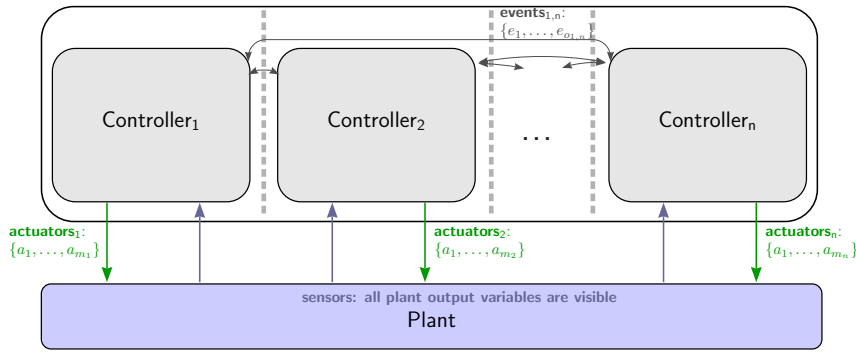 events₁,ₙ:
{e₁, . . . , eₒ₁,ₙ}
Controller₁
Controller₂
...
Controllerₙ
actuators₁:
{a₁, . . . , aₘ₁}
actuators₂:
{a₁, . . . , aₘ₂}
actuatorsₙ:
{a₁, . . . , aₘₙ}
sensors: all plant output variables are visible
Plant